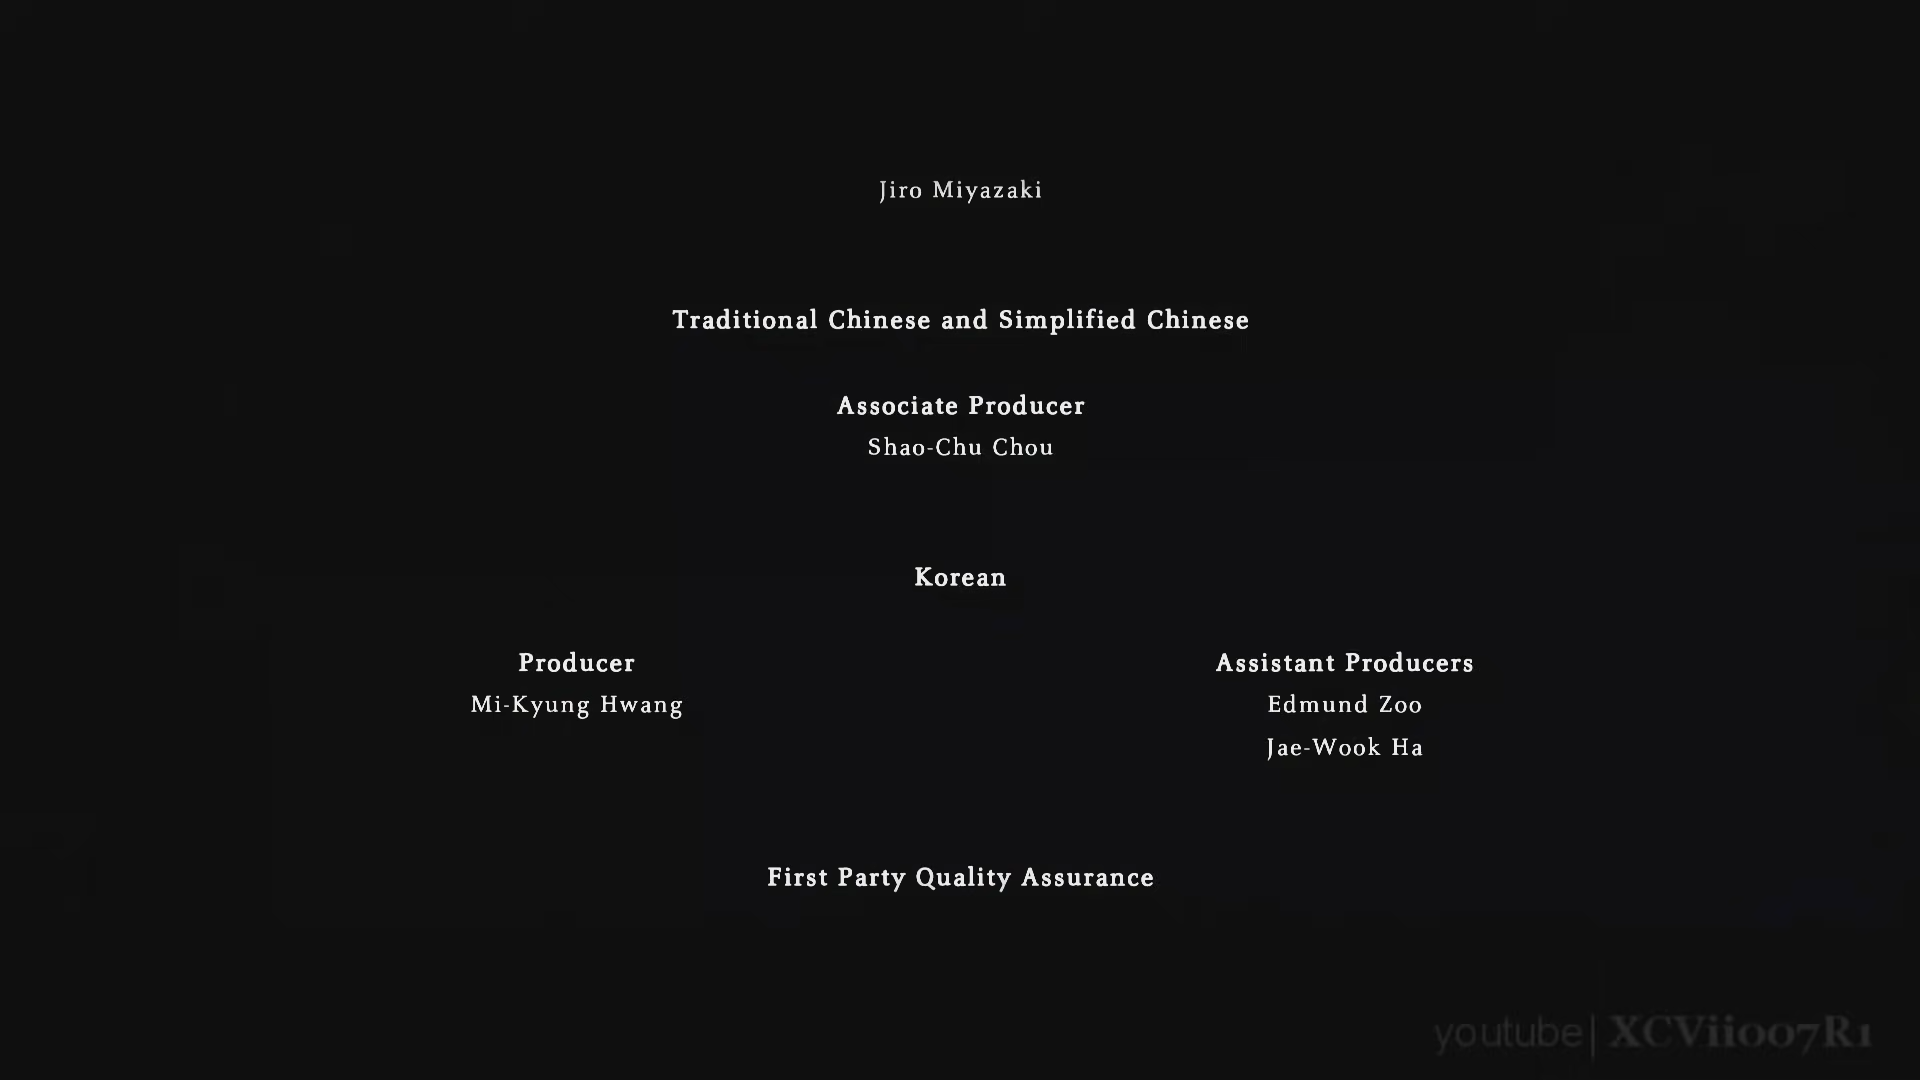 Jiro Miyazaki
Traditional Chinese and Simplified Chinese
Associate Producer
Shao-Chu Chou
Korean
Producer
Mi-Kyung Hwang
Assistant Producers
Edmund Zoo
Jae-Wook Ha
First Party Quality Assurance
youtube| XCVii007R1